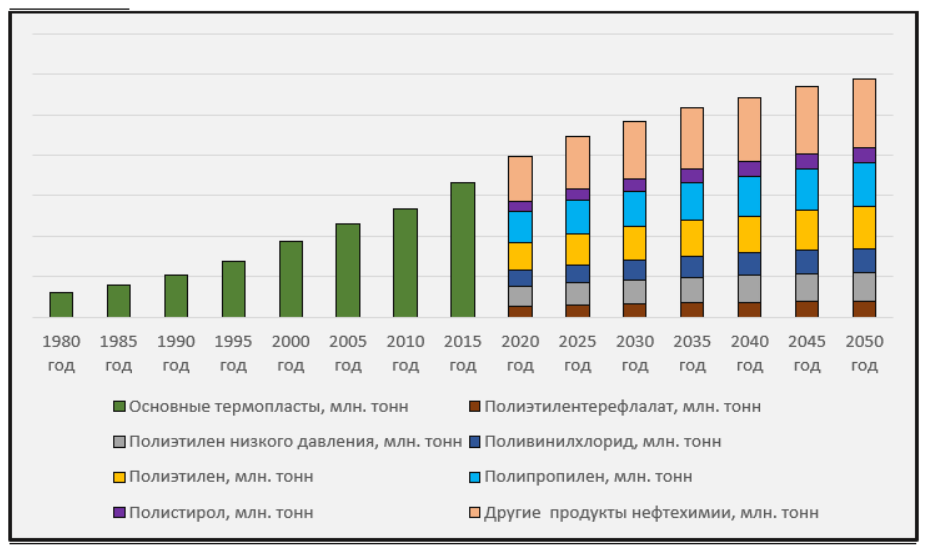 1980 1985 1990 1995 2000 2005 2010 2015 2020 2025 2030 2035 2040 2045 2050
год год год год год год год год год год год год год год год
Основные термопласты, млн. тонн Полиэтилентерефлалат, млн. тонн
Полиэтилен низкого давления, млн. тонн Поливинилхлорид, млн. тонн
Полиэтилен, млн. тонн Полипропилен, млн. тонн
Полистирол, млн. тонн Другие продукты нефтехимии, млн. тонн